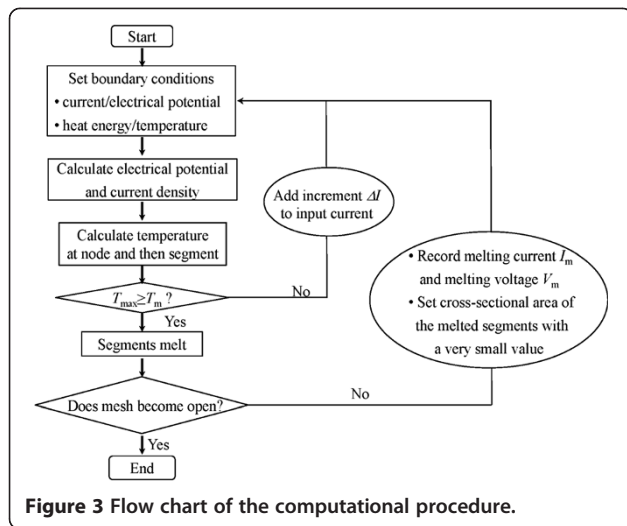 Start
Set boundary conditions
• current/electrical potential
• heat energy/temperature
Calculate electrical potential
and current density
Calculate temperature
at node and then segment
Tmax≥Tm ?
No
Add increment ΔI
to input current
Yes
Segments melt
Does mesh become open?
No
• Record melting current Im
and melting voltage Vm
• Set cross-sectional area of
the melted segments with
a very small value
Yes
End
Figure 3 Flow chart of the computational procedure.